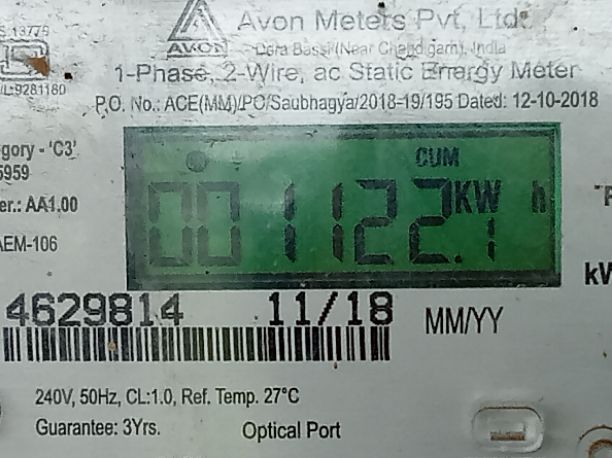 Avon Meters Pvt, Ltd.
S 13779
AVON
Dera Bassi (Near Chandigarh), India
/L-9281180
1-Phase, 2-Wire, ac Static Energy Meter
P.O. No.: ACE(MM)/PC/Saubhagya/2018-19/195 Dated: 12-10-2018
egory - 'C3'
5959
CUM
001122.1 KW h
er.: AA1.00
AEM-106
kW
4629814 11/18 MM/YY
240V, 50Hz, CL:1.0, Ref. Temp. 27°C
Guarantee: 3Yrs. Optical Port